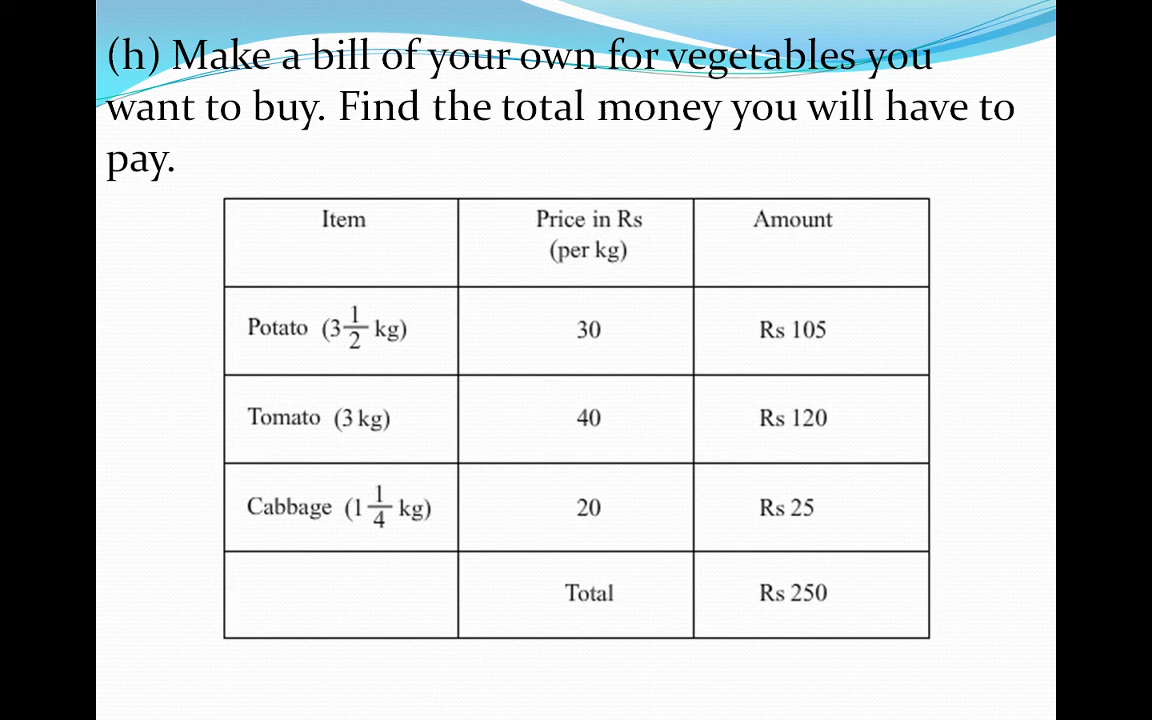 (h) Make a bill of your own for vegetables you
want to buy. Find the total money you will have to
pay.
Item Price in Rs Amount
(per kg)
Potato (3 1/2 kg) 30 Rs 105
Tomato (3 kg) 40 Rs 120
Cabbage (1 1/4 kg) 20 Rs 25
Total Rs 250